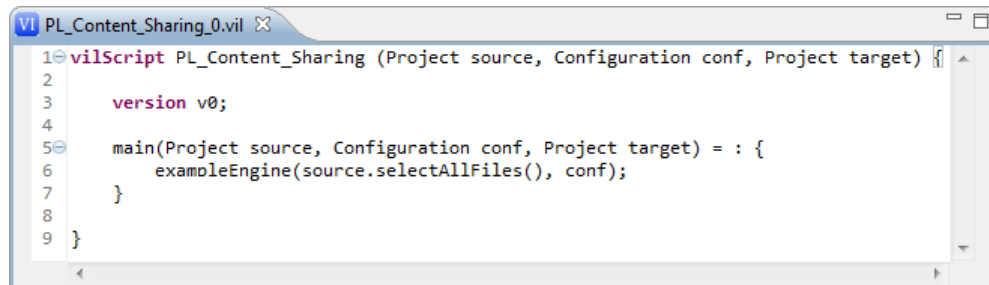 VI PL_Content_Sharing_0.vil
1 vilScript PL_Content_Sharing (Project source, Configuration conf, Project target) {
2
3 version v0;
4
5 main(Project source, Configuration conf, Project target) = : {
6 exampleEngine(source.selectAllFiles(), conf);
7 }
8
9 }